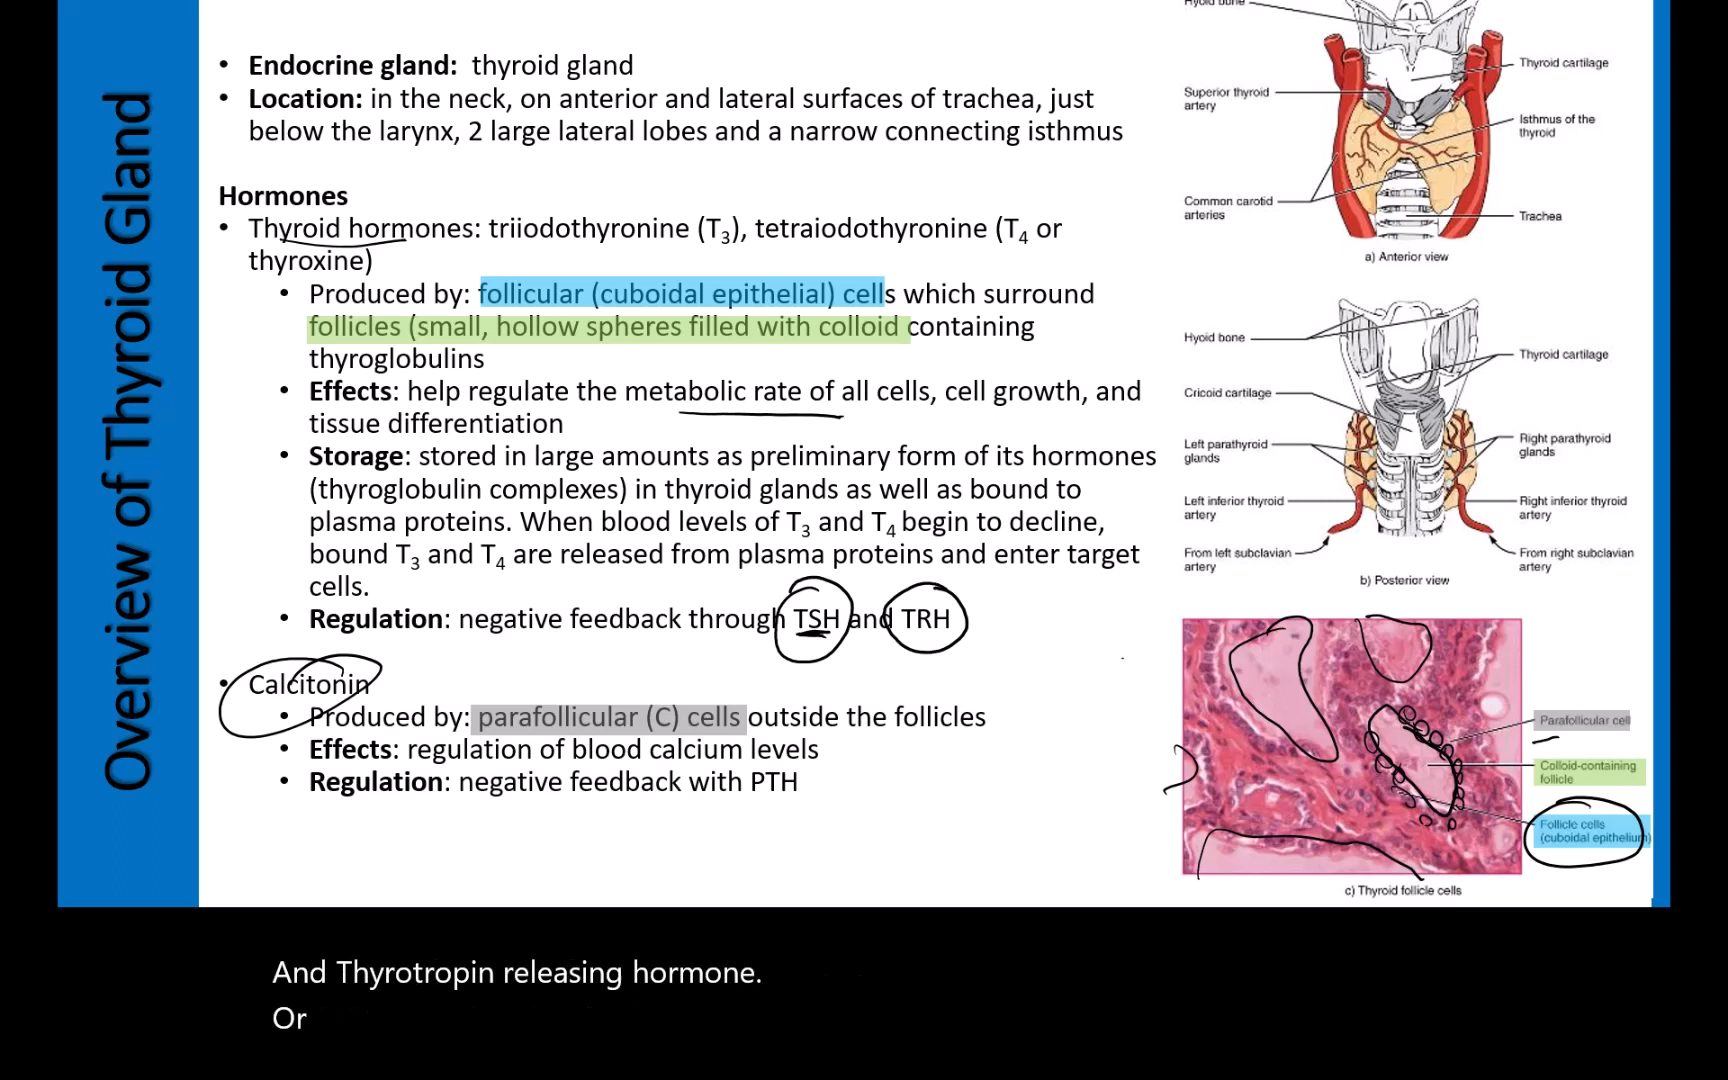 Overview of Thyroid Gland
• Endocrine gland: thyroid gland
• Location: in the neck, on anterior and lateral surfaces of trachea, just
below the larynx, 2 large lateral lobes and a narrow connecting isthmus
Hormones
• Thyroid hormones: triiodothyronine (T3), tetraiodothyronine (T4 or
thyroxine)
• Produced by: follicular (cuboidal epithelial) cells which surround
follicles (small, hollow spheres filled with colloid containing
thyroglobulins
• Effects: help regulate the metabolic rate of all cells, cell growth, and
tissue differentiation
• Storage: stored in large amounts as preliminary form of its hormones
(thyroglobulin complexes) in thyroid glands as well as bound to
plasma proteins. When blood levels of T3 and T4 begin to decline,
bound T3 and T4 are released from plasma proteins and enter target
cells.
• Regulation: negative feedback through TSH and TRH
• Calcitonin
• Produced by: parafollicular (C) cells outside the follicles
• Effects: regulation of blood calcium levels
• Regulation: negative feedback with PTH
Hyoid bone
Thyroid cartilage
Superior thyroid
artery
Isthmus of the
thyroid
Common carotid
arteries
Trachea
a) Anterior view
Hyoid bone
Thyroid cartilage
Cricoid cartilage
Left parathyroid
glands
Right parathyroid
glands
Left inferior thyroid
artery
Right inferior thyroid
artery
From left subclavian
artery
From right subclavian
artery
b) Posterior view
Parafollicular cell
Colloid-containing
follicle
Follicle cells
(cuboidal epithelium)
c) Thyroid follicle cells
And Thyrotropin releasing hormone.
Or